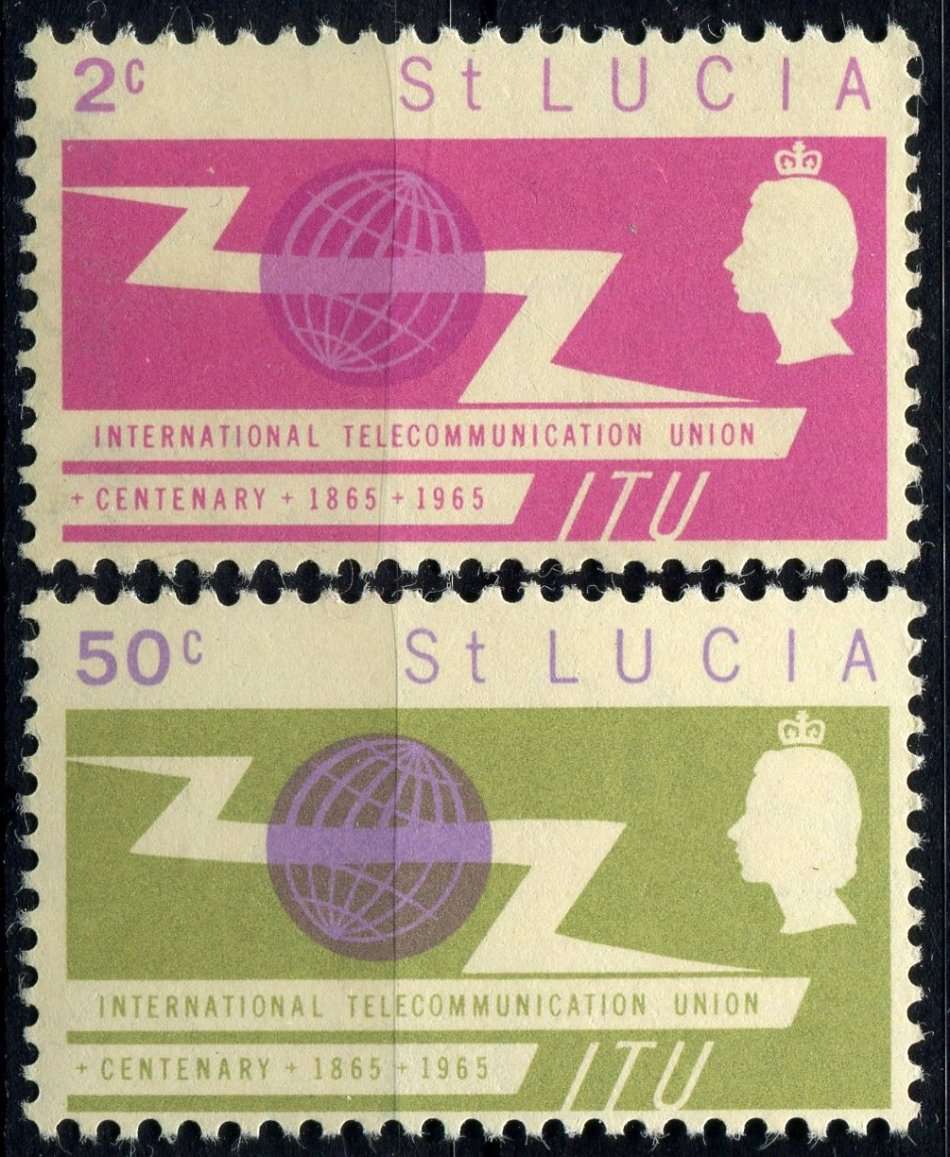 2c St LUCIA
INTERNATIONAL TELECOMMUNICATION UNION
+ CENTENARY + 1865 + 1965 ITU
50c St LUCIA
INTERNATIONAL TELECOMMUNICATION UNION
+ CENTENARY + 1865 + 1965 ITU